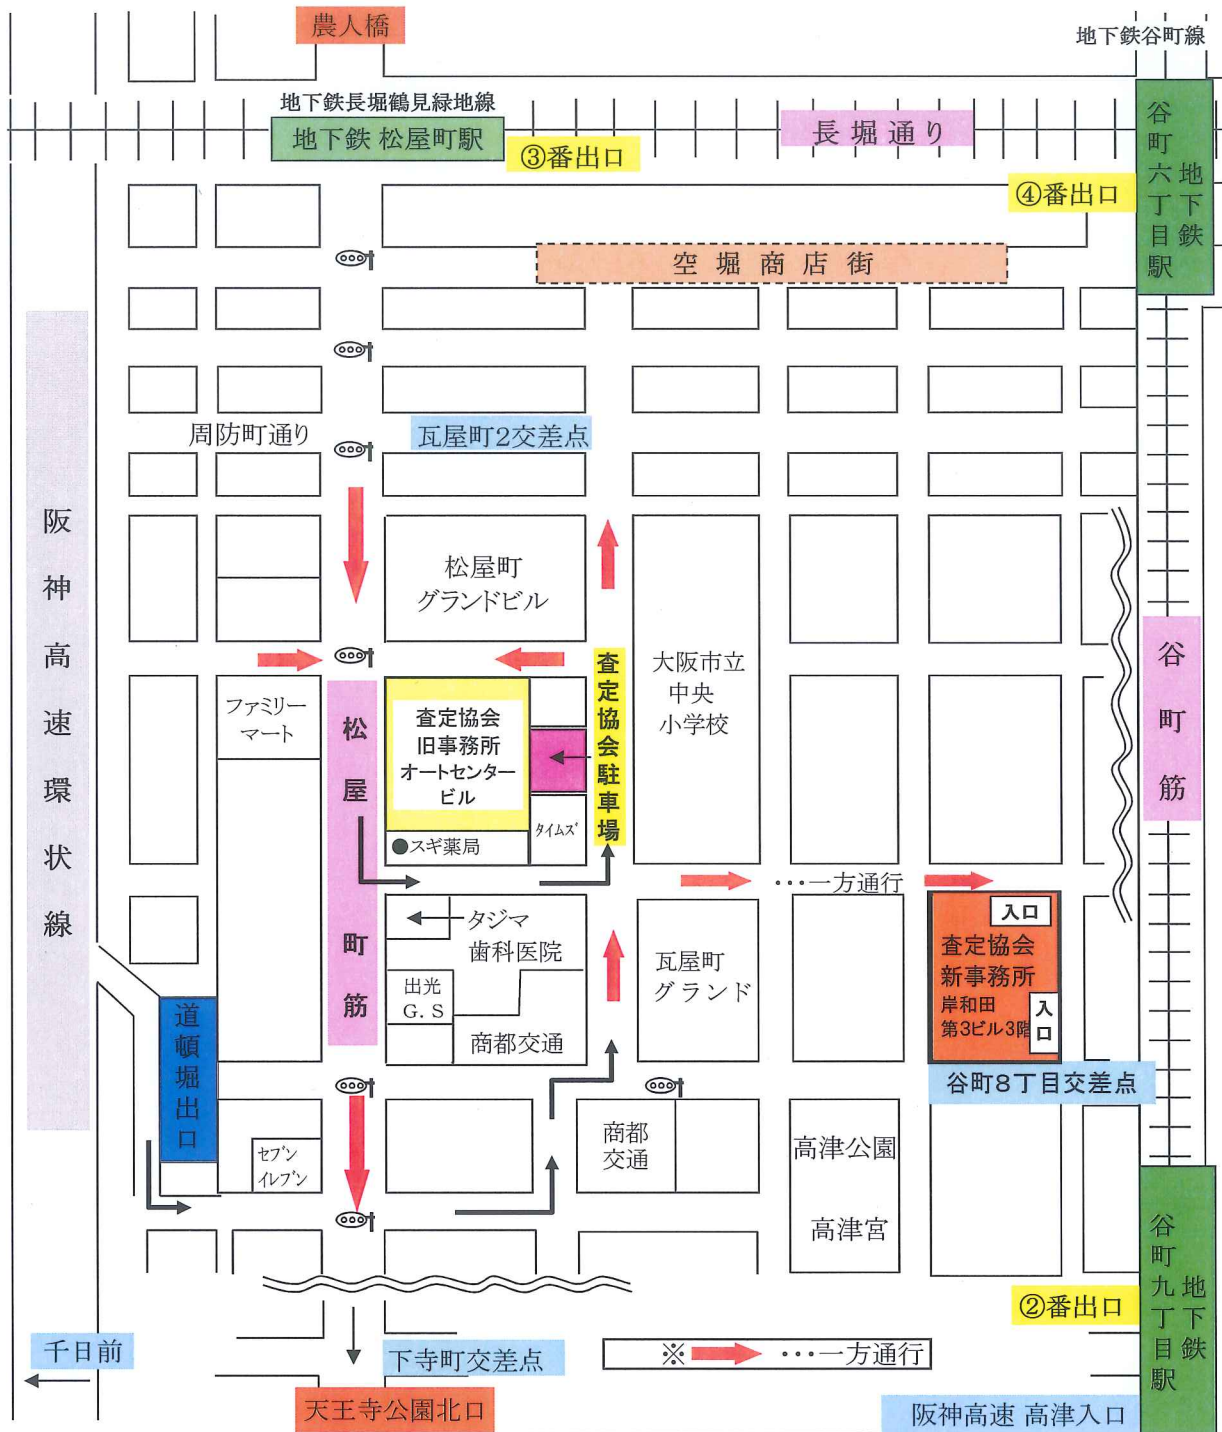 農人橋
地下鉄谷町線
地下鉄長堀鶴見緑地線
地下鉄 松屋町駅
③番出口
長堀通り
谷町六丁目駅
地下鉄
④番出口
空堀商店街
周防町通り
瓦屋町2交差点
阪神高速環状線
松屋町
グランドビル
大阪市立
中央
小学校
谷町筋
ファミリー
マート
松屋町筋
査定協会
旧事務所
オートセンター
ビル
査定協会駐車場
タイムズ
●スギ薬局
…一方通行
タジマ
歯科医院
出光
G.S
商都交通
瓦屋町
グランド
入口
査定協会
新事務所
岸和田
第3ビル3階
入口
谷町8丁目交差点
道頓堀出口
セブン
イレブン
商都
交通
高津公園
高津宮
②番出口
谷町九丁目駅
地下鉄
千日前
下寺町交差点
※ …一方通行
天王寺公園北口
阪神高速 高津入口